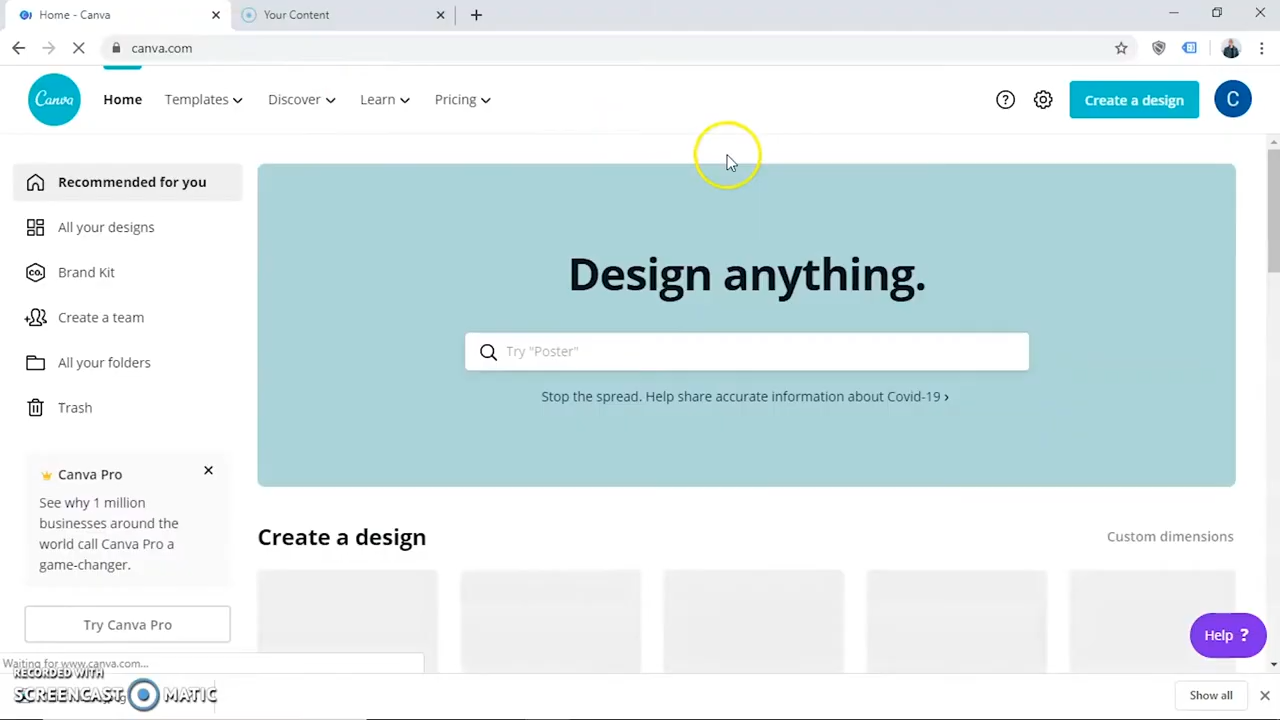 Home - Canva
Your Content
canva.com
Canva
Home
Templates
Discover
Learn
Pricing
Create a design
C
Recommended for you
All your designs
CO.
Brand Kit
Create a team
All your folders
Trash
Design anything.
Try "Poster"
Stop the spread. Help share accurate information about Covid-19 ›
Canva Pro
See why 1 million
businesses around the
world call Canva Pro a
game-changer.
Try Canva Pro
Create a design
Custom dimensions
Help ?
Waiting for www.canva.com...
RECORDED WITH
SCREENCAST MATIC
Show all